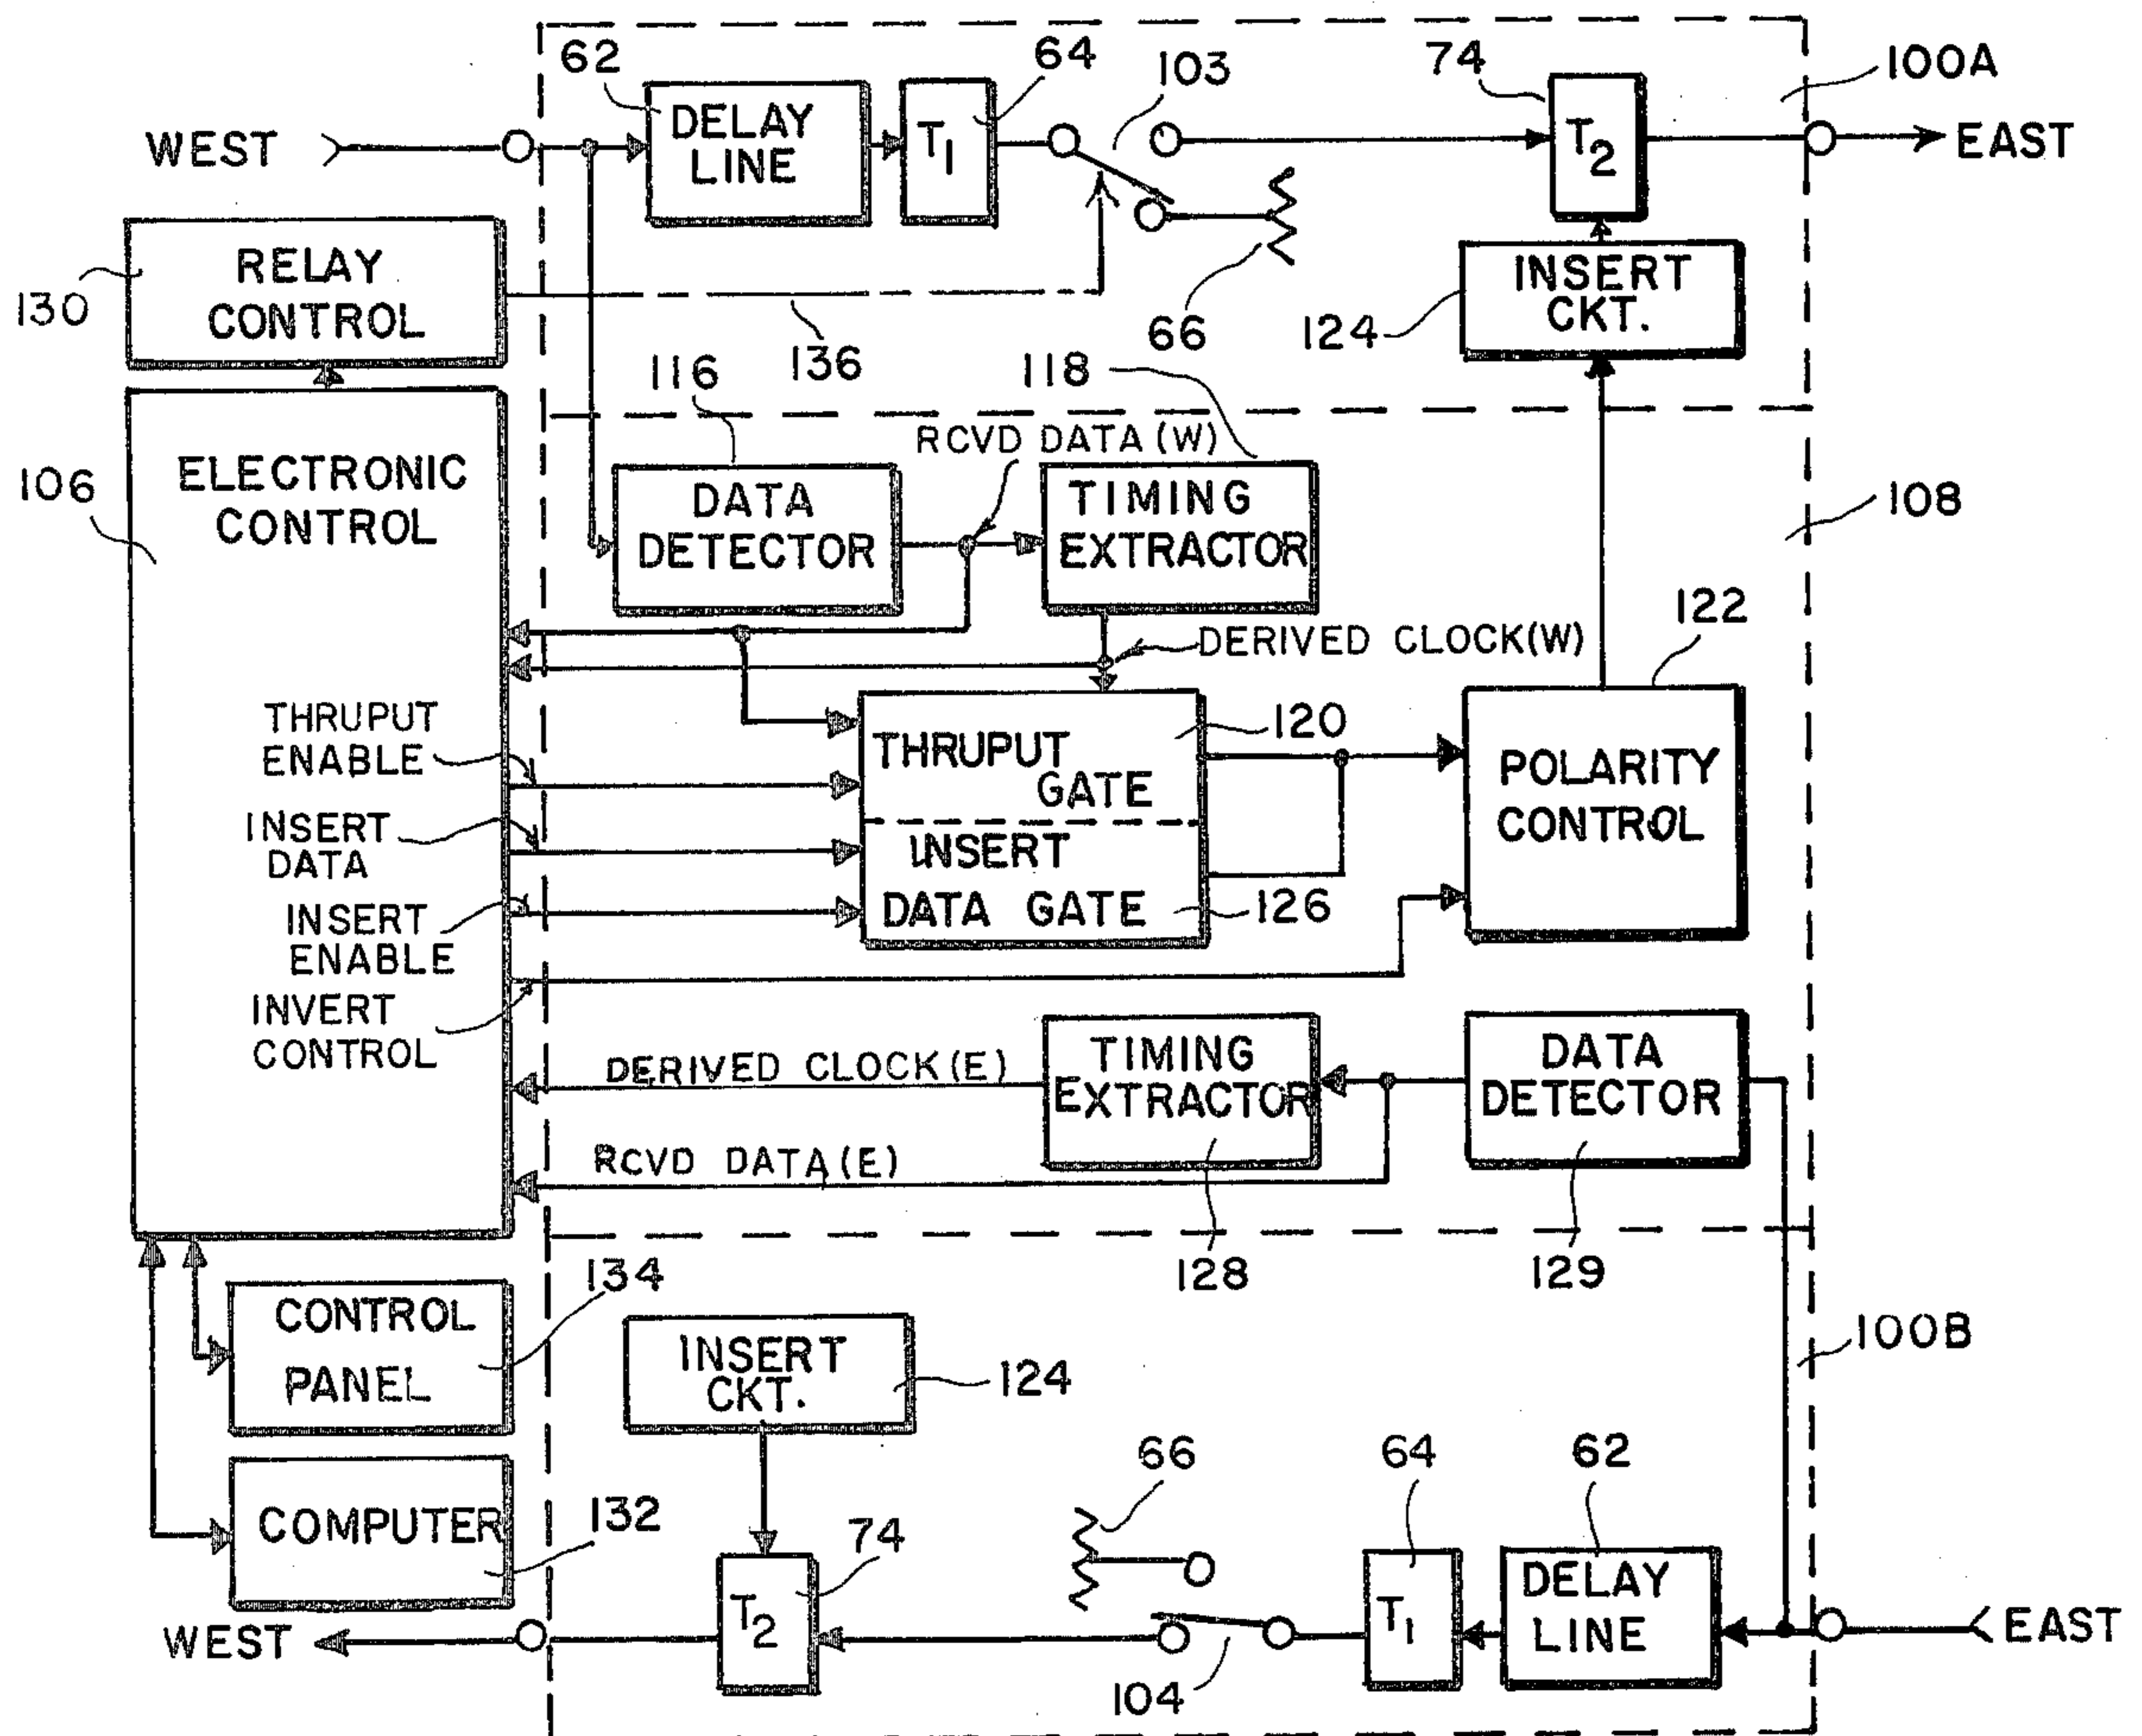 62
64
103
74
100A
WEST
DELAY
LINE
T1
T2
EAST
RELAY
CONTROL
130
INSERT
CKT.
124
66
136
116
118
RCVD DATA (W)
106
ELECTRONIC
CONTROL
DATA
DETECTOR
TIMING
EXTRACTOR
108
DERIVED CLOCK(W)
122
THRUPUT
ENABLE
THRUPUT
GATE
120
POLARITY
CONTROL
INSERT
DATA
INSERT
DATA GATE
126
INSERT
ENABLE
INVERT
CONTROL
DERIVED CLOCK(E)
TIMING
EXTRACTOR
DATA
DETECTOR
RCVD DATA(E)
128
129
134
CONTROL
PANEL
INSERT
CKT.
124
100B
66
64
62
COMPUTER
132
74
T2
T1
DELAY
LINE
WEST
104
EAST